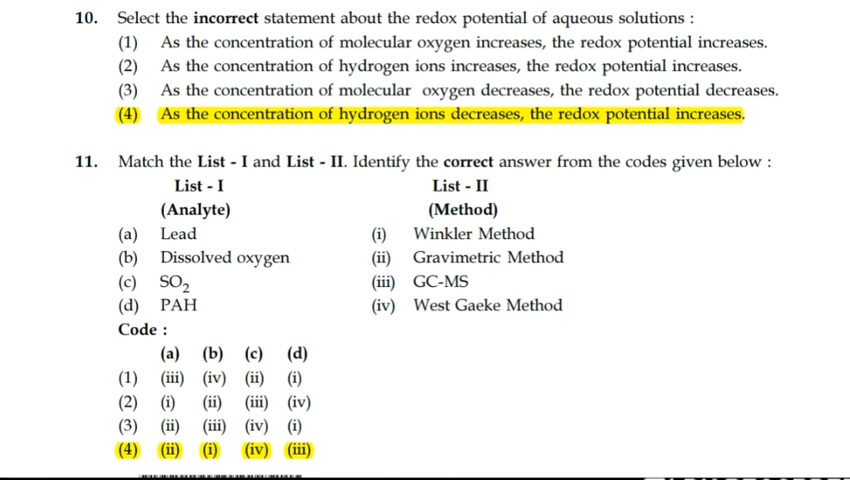 10. Select the incorrect statement about the redox potential of aqueous solutions :
(1) As the concentration of molecular oxygen increases, the redox potential increases.
(2) As the concentration of hydrogen ions increases, the redox potential increases.
(3) As the concentration of molecular oxygen decreases, the redox potential decreases.
(4) As the concentration of hydrogen ions decreases, the redox potential increases.
11. Match the List - I and List - II. Identify the correct answer from the codes given below :
List - I List - II
(Analyte) (Method)
(a) Lead (i) Winkler Method
(b) Dissolved oxygen (ii) Gravimetric Method
(c) SO₂ (iii) GC-MS
(d) PAH (iv) West Gaeke Method
Code :
(a) (b) (c) (d)
(1) (iii) (iv) (ii) (i)
(2) (i) (ii) (iii) (iv)
(3) (ii) (iii) (iv) (i)
(4) (ii) (i) (iv) (iii)